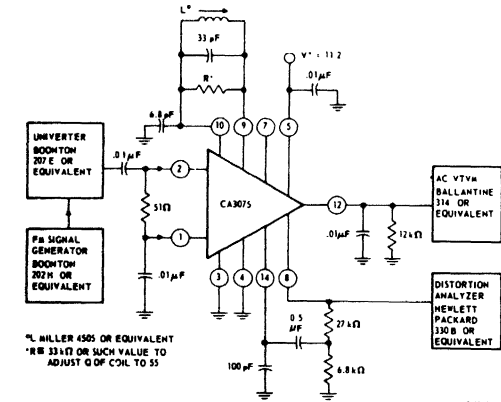 L*
33 pF
R*
V⁺ = 11.2
.01μF
6.8 pF
10
9
7
5
UNIVERTER
BOONTON
207 E OR
EQUIVALENT
.01μF
2
51Ω
1
CA3075
12
AC VTVM
BALLANTINE
314 OR
EQUIVALENT
.01μF
12kΩ
FM SIGNAL
GENERATOR
BOONTON
202 H OR
EQUIVALENT
.01μF
3
4
14
8
DISTORTION
ANALYZER
HEWLETT
PACKARD
330 B OR
EQUIVALENT
0.5
μF
27 kΩ
100 pF
6.8 kΩ
*L MILLER 4505 OR EQUIVALENT
*R≅ 33 kΩ OR SUCH VALUE TO
ADJUST Q OF COIL TO 55